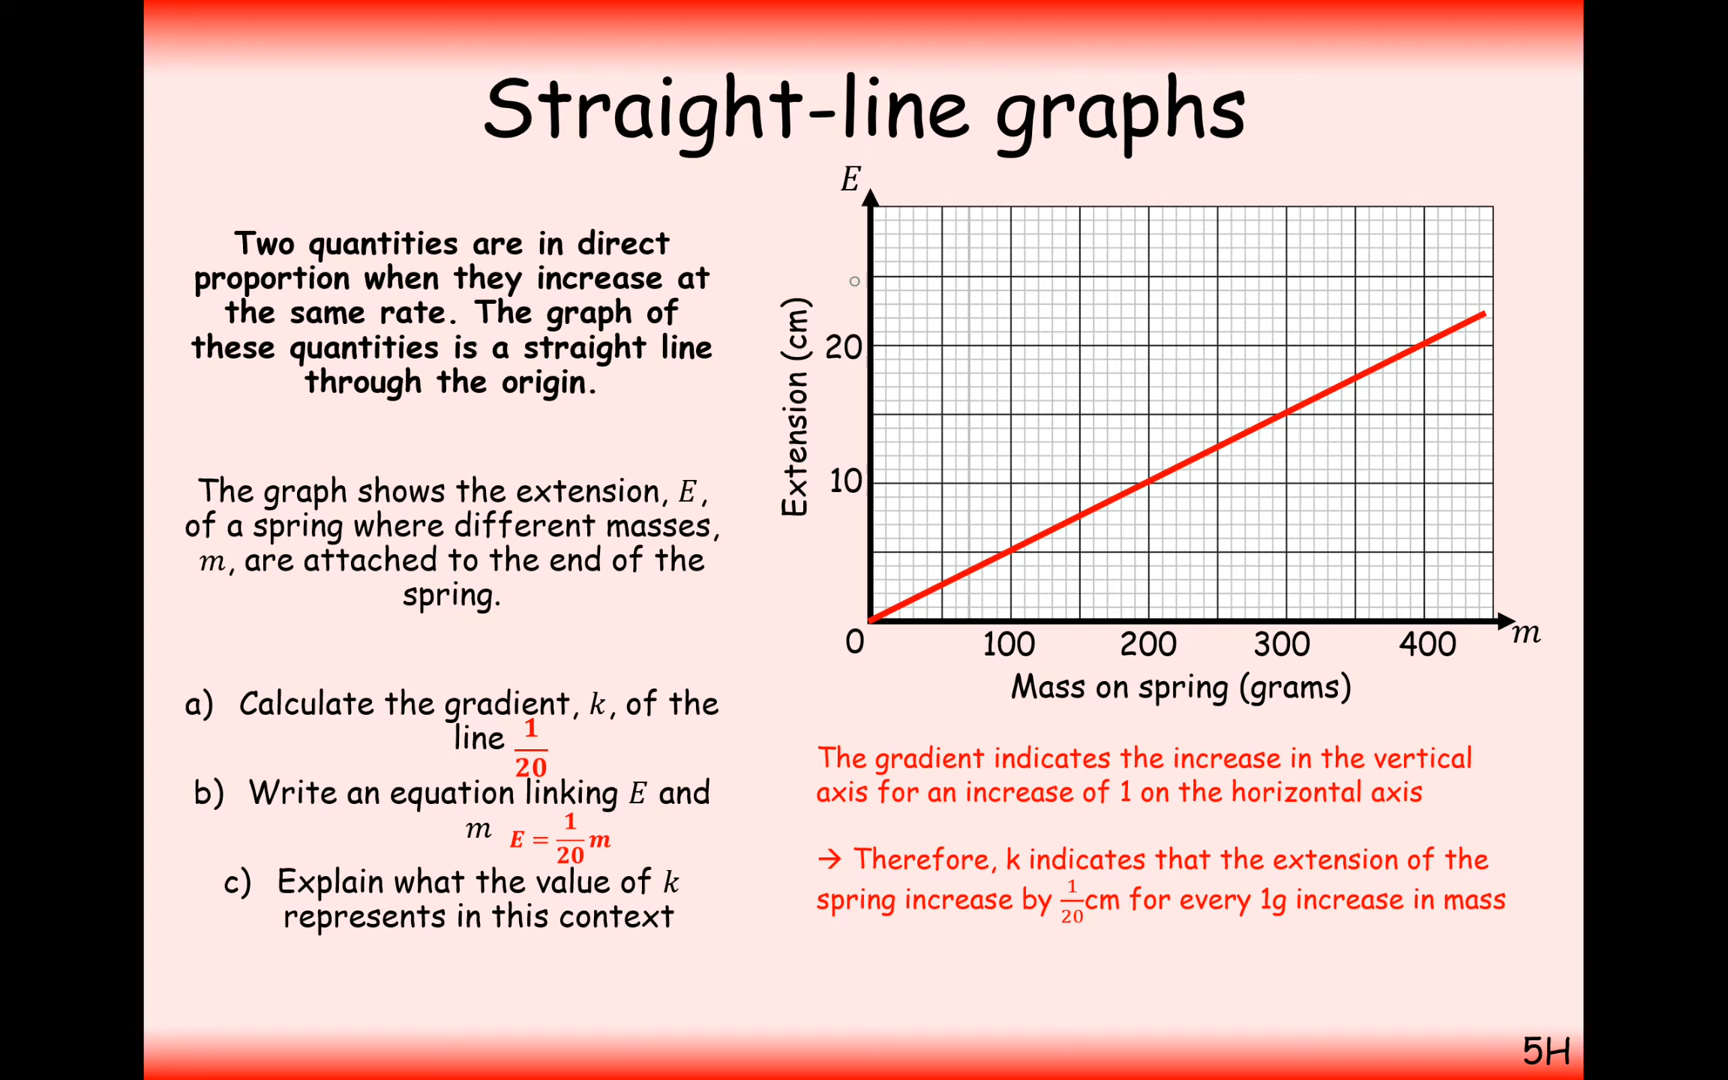 Straight-line graphs
Two quantities are in direct
proportion when they increase at
the same rate. The graph of
these quantities is a straight line
through the origin.
The graph shows the extension, E,
of a spring where different masses,
m, are attached to the end of the
spring.
a) Calculate the gradient, k, of the
line 1/20
b) Write an equation linking E and
m E = 1/20 m
c) Explain what the value of k
represents in this context
E
Extension (cm)
20
10
0 100 200 300 400 m
Mass on spring (grams)
The gradient indicates the increase in the vertical
axis for an increase of 1 on the horizontal axis
→ Therefore, k indicates that the extension of the
spring increase by 1/20 cm for every 1g increase in mass
5H